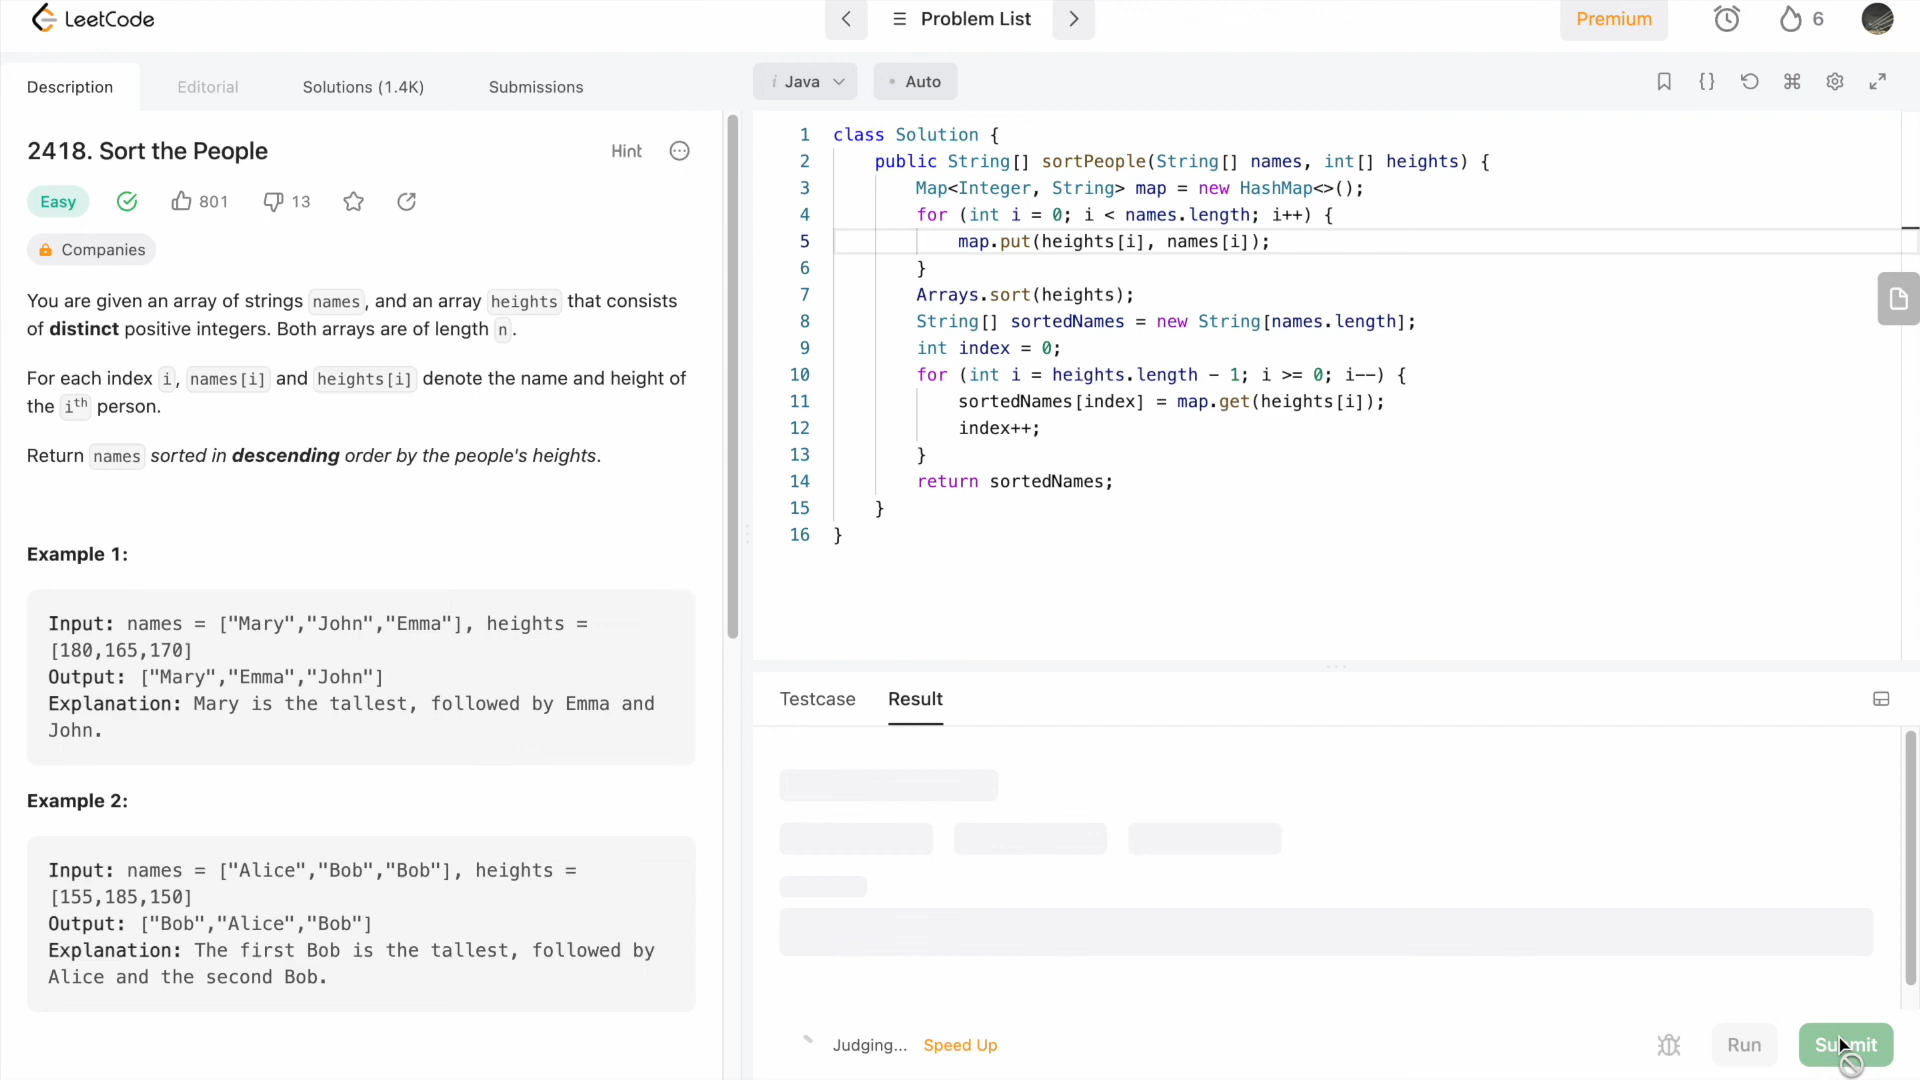 LeetCode
Problem List
Premium
6
Description
Editorial
Solutions (1.4K)
Submissions
i Java
• Auto
2418. Sort the People
Hint
Easy
801
13
Companies
You are given an array of strings names, and an array heights that consists
of distinct positive integers. Both arrays are of length n.
For each index i, names[i] and heights[i] denote the name and height of
the ith person.
Return names sorted in descending order by the people's heights.
Example 1:
Input: names = ["Mary","John","Emma"], heights =
[180,165,170]
Output: ["Mary","Emma","John"]
Explanation: Mary is the tallest, followed by Emma and
John.
Example 2:
Input: names = ["Alice","Bob","Bob"], heights =
[155,185,150]
Output: ["Bob","Alice","Bob"]
Explanation: The first Bob is the tallest, followed by
Alice and the second Bob.
1 class Solution {
2     public String[] sortPeople(String[] names, int[] heights) {
3         Map<Integer, String> map = new HashMap<>();
4         for (int i = 0; i < names.length; i++) {
5             map.put(heights[i], names[i]);
6         }
7         Arrays.sort(heights);
8         String[] sortedNames = new String[names.length];
9         int index = 0;
10         for (int i = heights.length - 1; i >= 0; i--) {
11             sortedNames[index] = map.get(heights[i]);
12             index++;
13         }
14         return sortedNames;
15     }
16 }
Testcase
Result
Judging...
Speed Up
Run
Submit